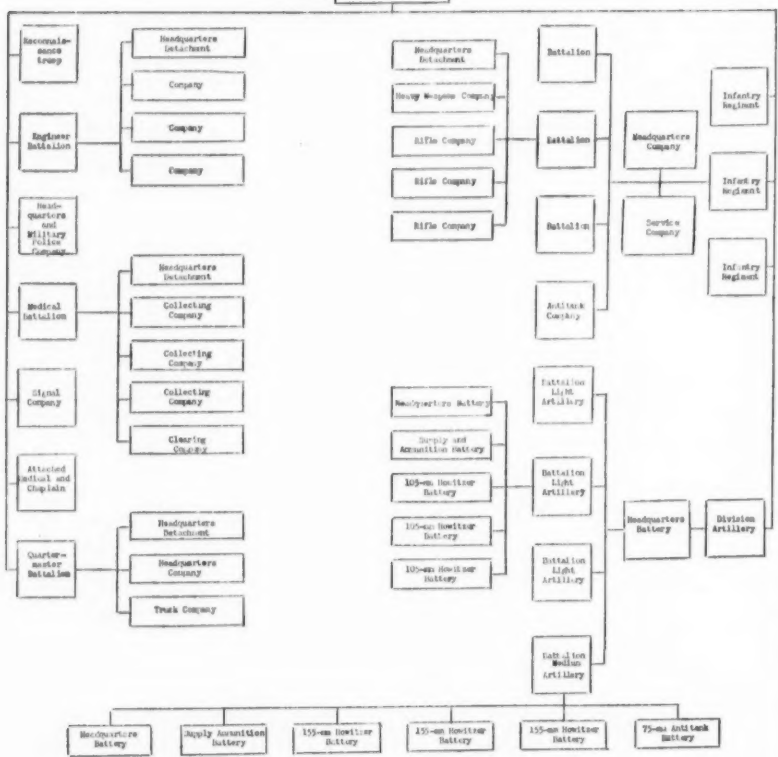 Reconnais-
sance
troop
Engineer
Battalion
Head-
quarters
and
Military
Police
Company
Medical
Battalion
Signal
Company
Attached
Medical and
Chaplain
Quarter-
master
Battalion
Headquarters
Detachment
Company
Company
Company
Headquarters
Detachment
Collecting
Company
Collecting
Company
Collecting
Company
Clearing
Company
Headquarters
Detachment
Headquarters
Company
Truck Company
Headquarters
Detachment
Heavy Weapons Company
Rifle Company
Rifle Company
Rifle Company
Battalion
Battalion
Battalion
Antitank
Company
Headquarters
Company
Service
Company
Infantry
Regiment
Infantry
Regiment
Infantry
Regiment
Headquarters Battery
Supply and
Ammunition Battery
105-mm Howitzer
Battery
105-mm Howitzer
Battery
105-mm Howitzer
Battery
Battalion
Light
Artillery
Battalion
Light
Artillery
Battalion
Light
Artillery
Battalion
Medium
Artillery
Headquarters
Battery
Division
Artillery
Headquarters
Battery
Supply Ammunition
Battery
155-mm Howitzer
Battery
155-mm Howitzer
Battery
155-mm Howitzer
Battery
75-mm Antitank
Battery